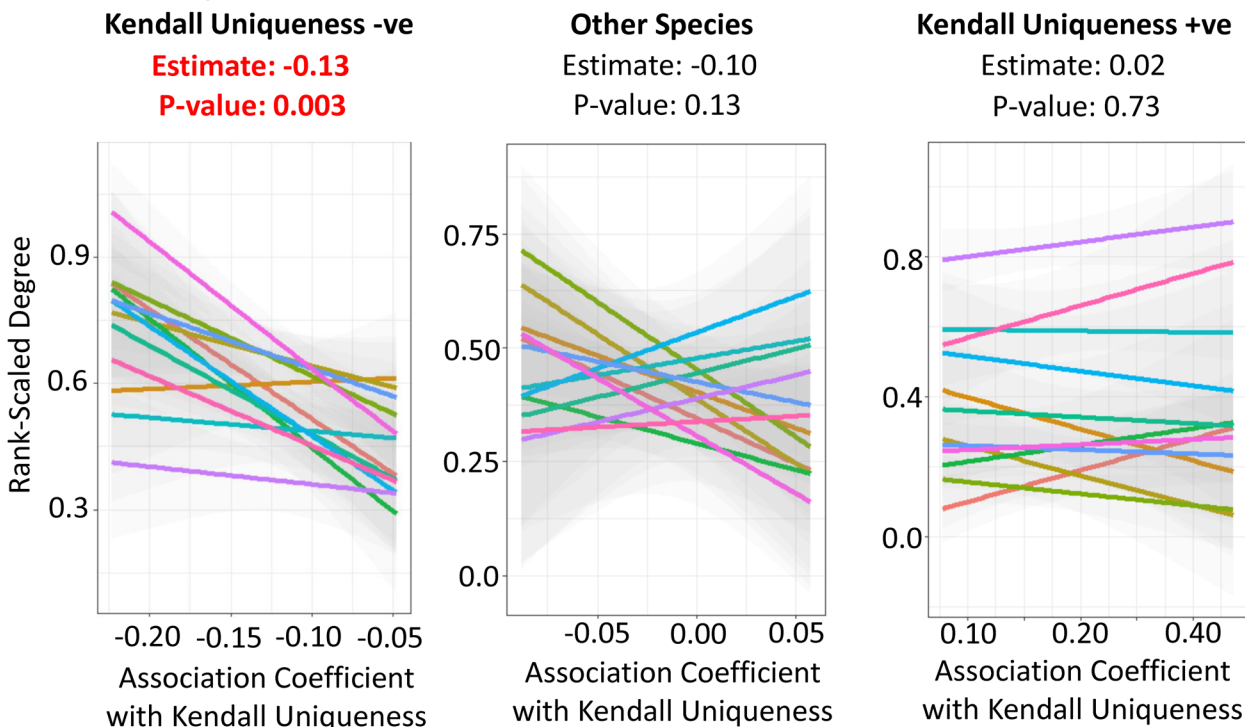 Kendall Uniqueness -ve
Estimate: -0.13
P-value: 0.003
Other Species
Estimate: -0.10
P-value: 0.13
Kendall Uniqueness +ve
Estimate: 0.02
P-value: 0.73
Rank-Scaled Degree
0.9
0.6
0.3
-0.20 -0.15 -0.10 -0.05
Association Coefficient
with Kendall Uniqueness
0.75
0.50
0.25
0.0
-0.05 0.00 0.05
Association Coefficient
with Kendall Uniqueness
0.8
0.4
0.0
0.10 0.20 0.40
Association Coefficient
with Kendall Uniqueness